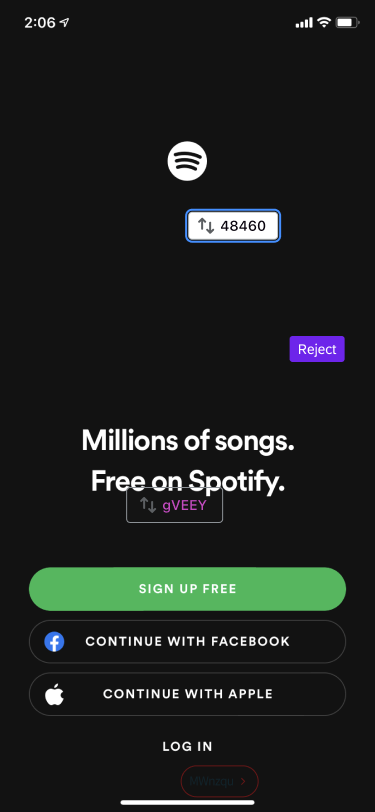 2:06
48460
Reject
Millions of songs.
Free on Spotify.
gVEEY
SIGN UP FREE
CONTINUE WITH FACEBOOK
CONTINUE WITH APPLE
LOG IN